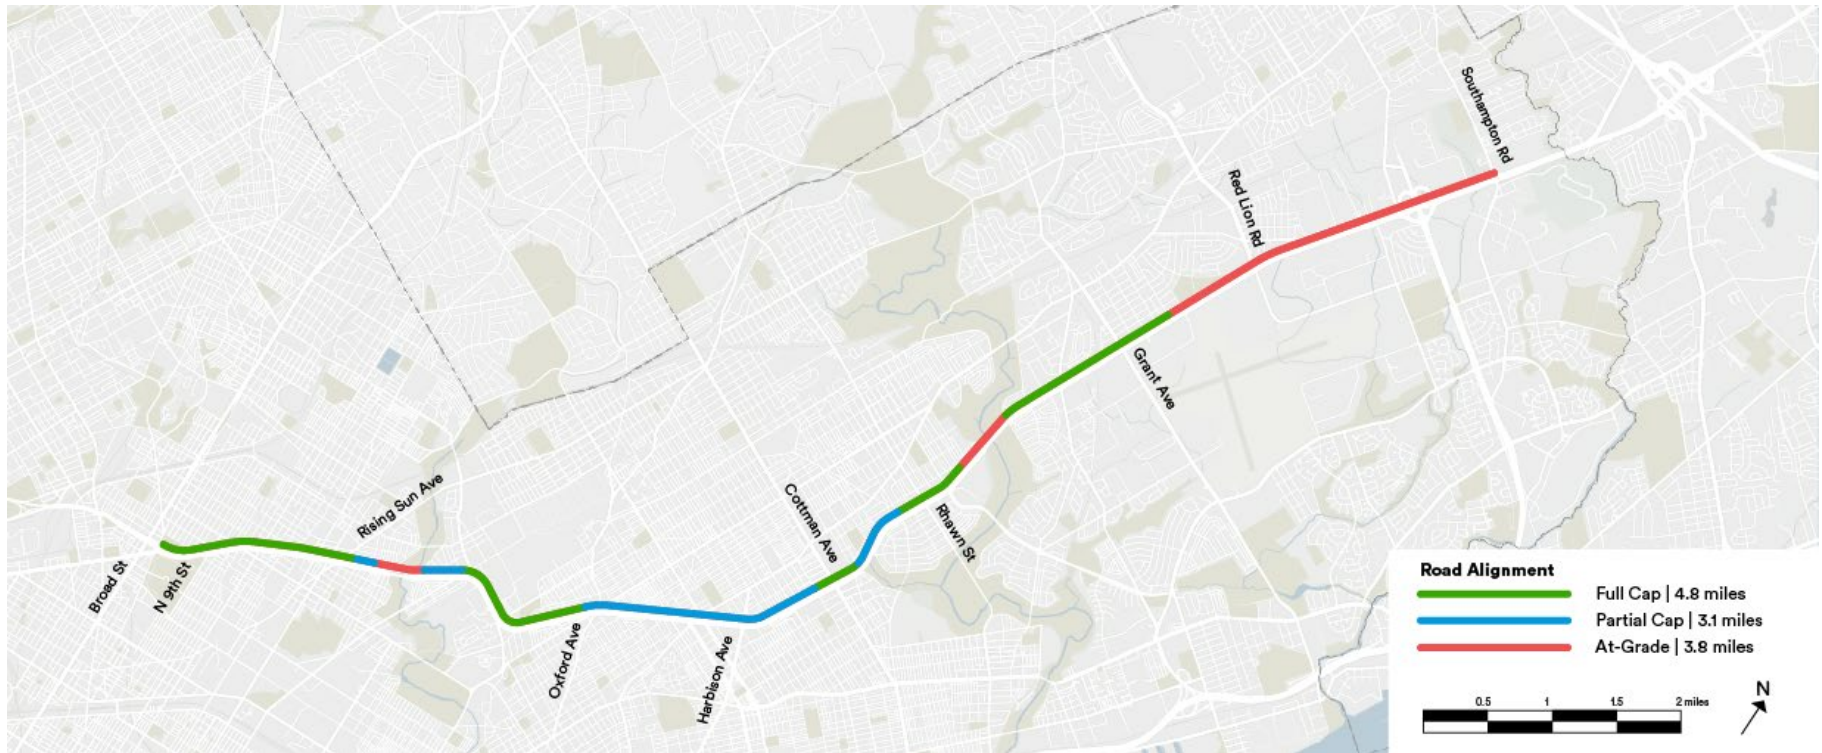 Southampton Rd
Red Lion Rd
Grant Ave
Rising Sun Ave
Cottman Ave
Rhawn St
Broad St
N 9th St
Oxford Ave
Harbison Ave
Road Alignment
Full Cap | 4.8 miles
Partial Cap | 3.1 miles
At-Grade | 3.8 miles
0.5 1 1.5 2 miles
N